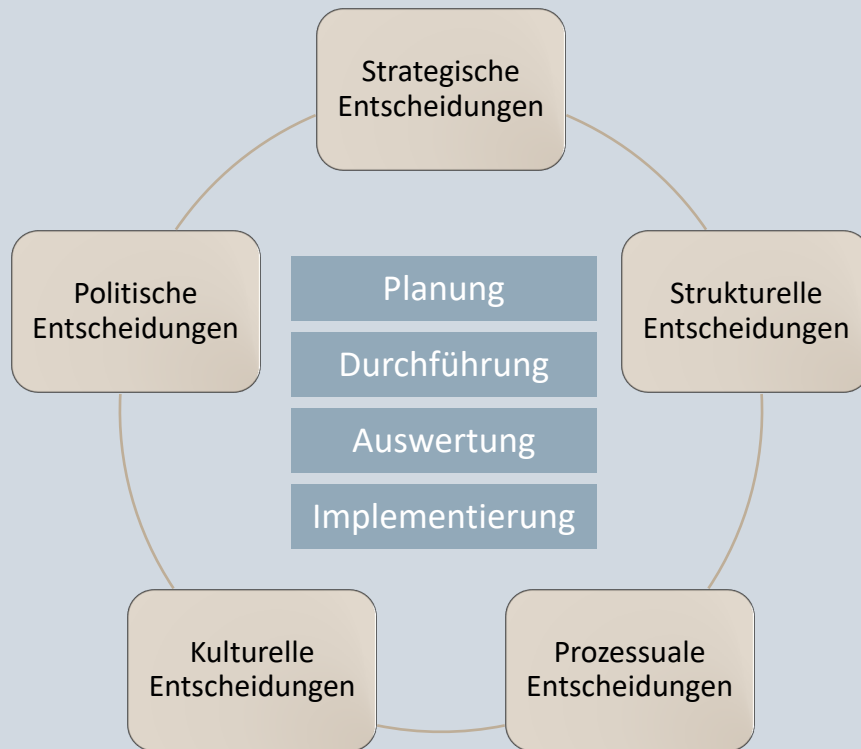 Strategische
Entscheidungen
Politische
Entscheidungen
Planung
Durchführung
Auswertung
Implementierung
Strukturelle
Entscheidungen
Kulturelle
Entscheidungen
Prozessuale
Entscheidungen